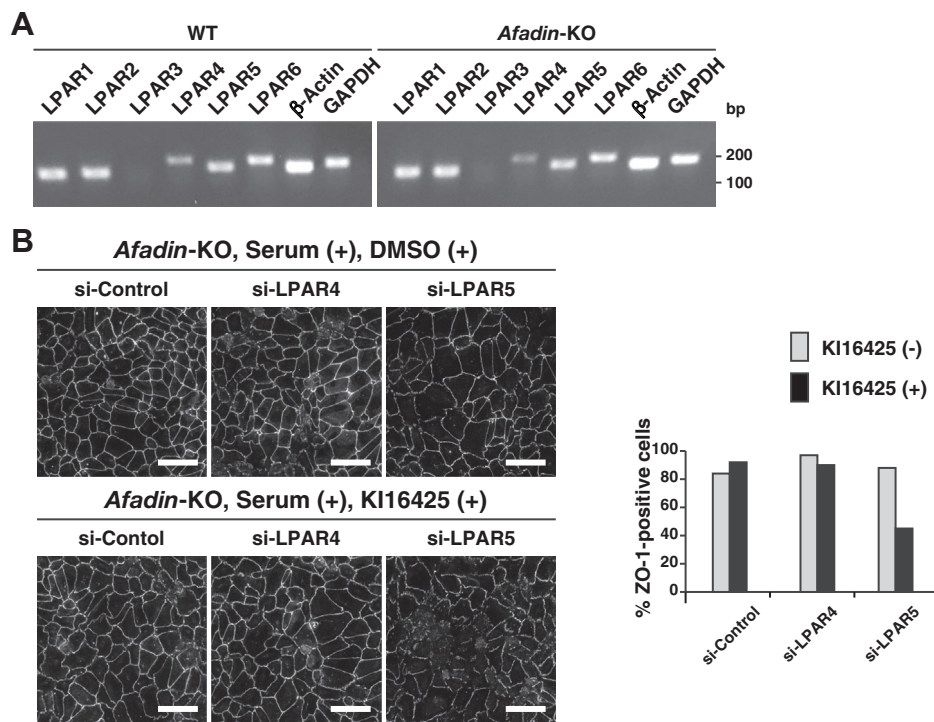 A
WT
Afadin-KO
LPAR1 LPAR2 LPAR3 LPAR4 LPAR5 LPAR6 β-Actin GAPDH
LPAR1 LPAR2 LPAR3 LPAR4 LPAR5 LPAR6 β-Actin GAPDH
bp
200
100
B
Afadin-KO, Serum (+), DMSO (+)
si-Control si-LPAR4 si-LPAR5
Afadin-KO, Serum (+), KI16425 (+)
si-Contol si-LPAR4 si-LPAR5
KI16425 (-)
KI16425 (+)
% ZO-1-positive cells
100
80
60
40
20
0
si-Control si-LPAR4 si-LPAR5